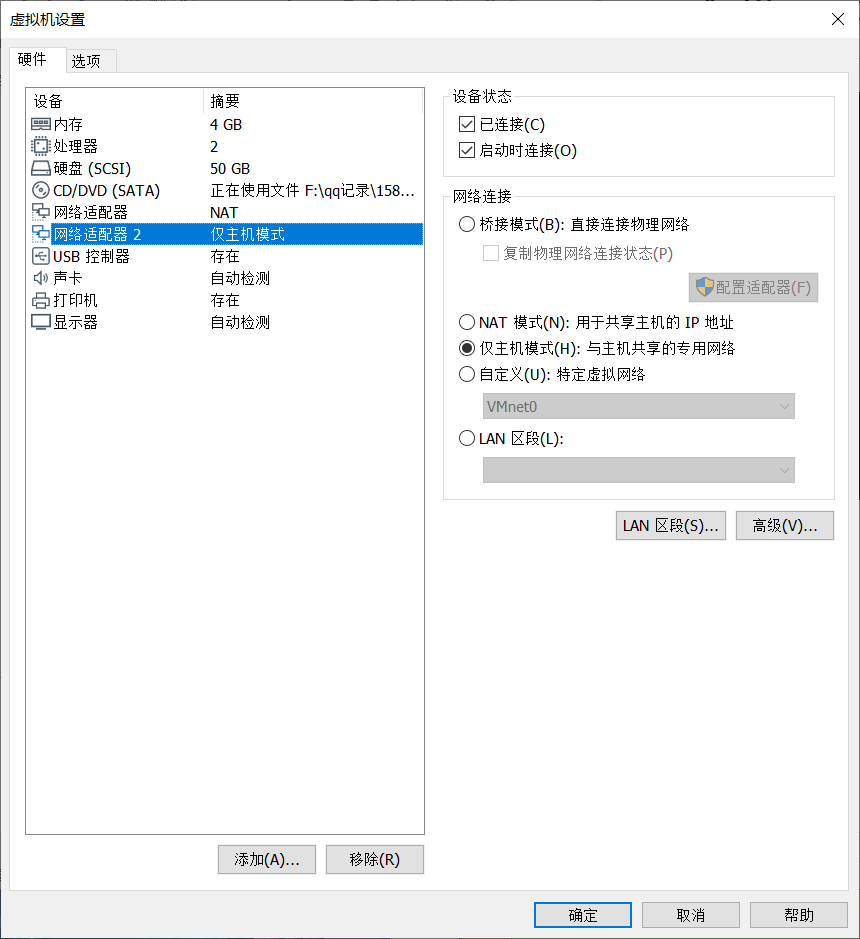 虚拟机设置
硬件 选项
设备 摘要
内存 4 GB
处理器 2
硬盘 (SCSI) 50 GB
CD/DVD (SATA) 正在使用文件 F:\qq记录\158...
网络适配器 NAT
网络适配器 2 仅主机模式
USB 控制器 存在
声卡 自动检测
打印机 存在
显示器 自动检测
添加(A)... 移除(R)
设备状态
已连接(C)
启动时连接(O)
网络连接
桥接模式(B): 直接连接物理网络
复制物理网络连接状态(P)
配置适配器(F)
NAT 模式(N): 用于共享主机的 IP 地址
仅主机模式(H): 与主机共享的专用网络
自定义(U): 特定虚拟网络
VMnet0
LAN 区段(L):
LAN 区段(S)... 高级(V)...
确定 取消 帮助